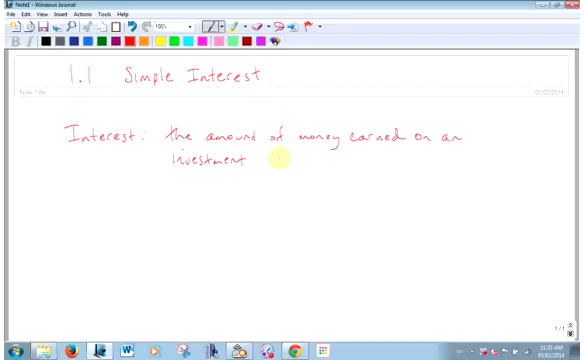 Note1 - Windows Journal
File Edit View Insert Actions Tools Help
100%
B I
1.1 Simple Interest
Note Title
05/02/2014
Interest: the amount of money earned on an
investment
1 / 1
11:35 AM
05/02/2014